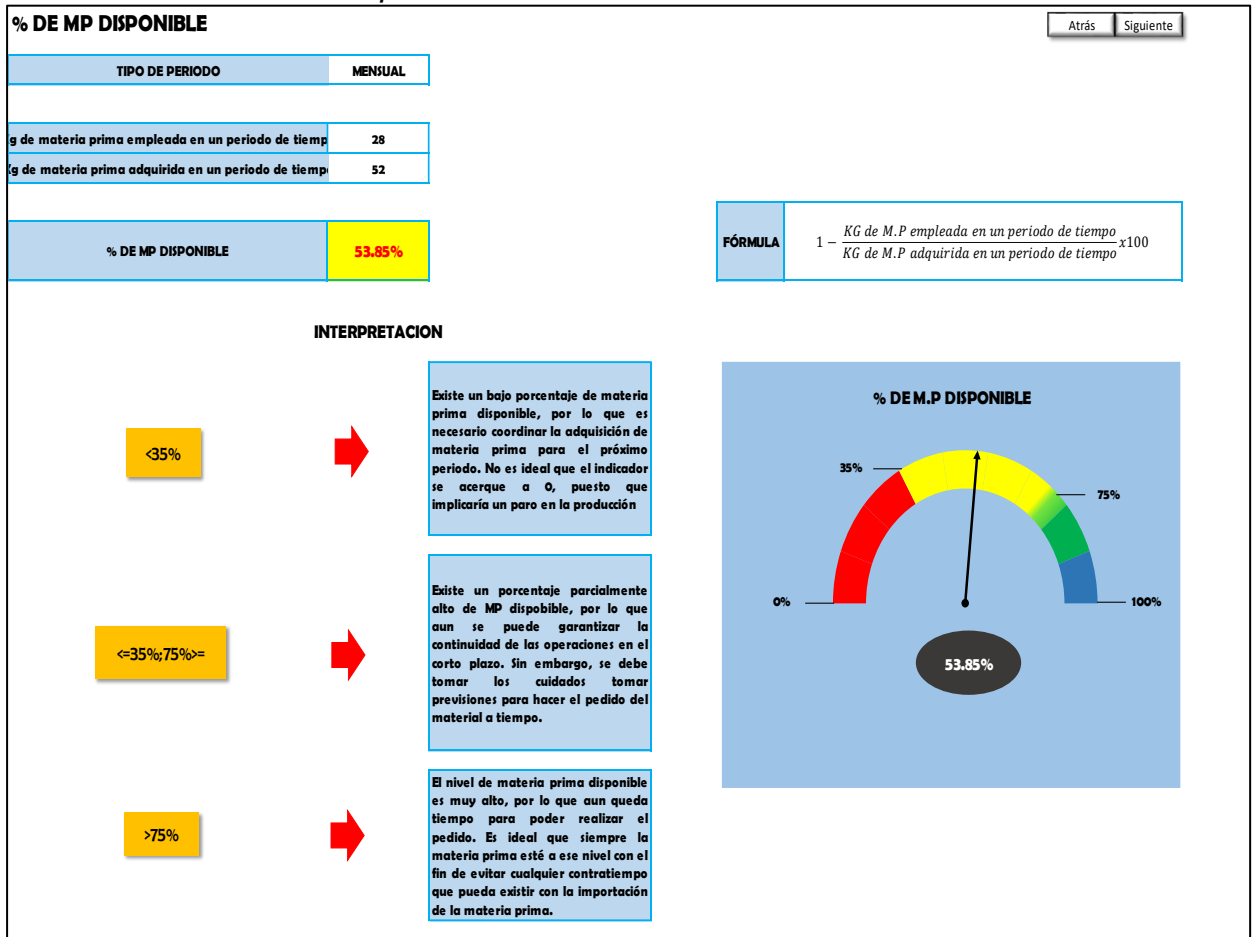 % DE MP DISPONIBLE
Atrás Siguiente
TIPO DE PERIODO MENSUAL
g de materia prima empleada en un periodo de temp 28
g de materia prima adquirida en un periodo de tiemp 52
% DE MP DISPONIBLE 53.85%
FÓRMULA 1 − KG de M.P empleada en un periodo de tiempo / KG de M.P adquirida en un periodo de tiempo x100
INTERPRETACION
<35%
Existe un bajo porcentaje de materia
prima disponible, por lo que es
necesario coordinar la adquisición de
materia prima para el próximo
periodo. No es ideal que el indicador
se acerque a 0, puesto que
implicaría un paro en la producción
<=35%;75%>=
Existe un porcentaje parcialmente
alto de MP dispobible, por lo que
aun se puede garantizar la
continuidad de las operaciones en el
corto plazo. Sin embargo, se debe
tomar los cuidados tomar
previsiones para hacer el pedido del
material a tiempo.
>75%
El nivel de materia prima disponible
es muy alto, por lo que aun queda
tiempo para poder realizar el
pedido. Es ideal que siempre la
materia prima esté a ese nivel con el
fin de evitar cualquier contratiempo
que pueda existir con la importación
de la materia prima.
% DE M.P DISPONIBLE
35%
75%
0%
100%
53.85%